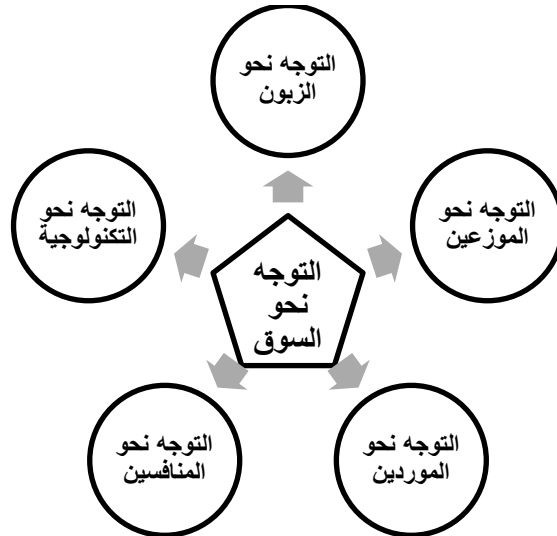 التوجه نحو
الزبون
التوجه نحو
الموزعين
التوجه نحو
التكنولوجية
التوجه
نحو
السوق
التوجه نحو
الموردين
التوجه نحو
المنافسين